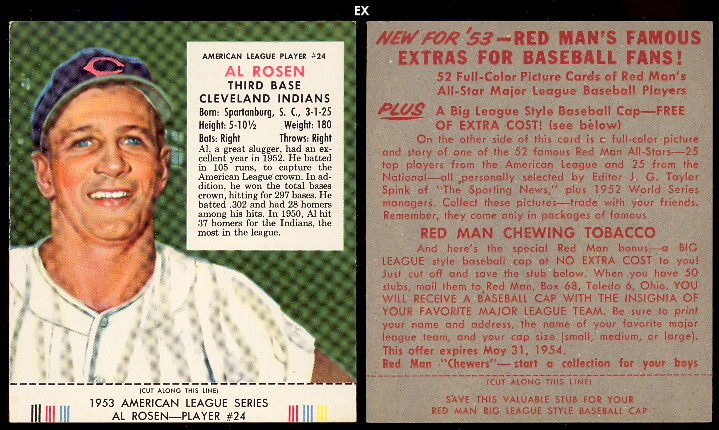 EX
AMERICAN LEAGUE PLAYER #24
AL ROSEN
THIRD BASE
CLEVELAND INDIANS
Born: Spartanburg, S. C., 3-1-25
Height: 5-10½ Weight: 180
Bats: Right Throws: Right
Al, a great slugger, had an ex-
cellent year in 1952. He batted
in 105 runs, to capture the
American League crown. In ad-
dition, he won the total bases
crown, hitting for 297 bases. He
batted .302 and had 28 homers
among his hits. In 1950, Al hit
37 homers for the Indians, the
most in the league.
C
(CUT ALONG THIS LINE)
1953 AMERICAN LEAGUE SERIES
AL ROSEN—PLAYER #24
NEW FOR '53—RED MAN'S FAMOUS
EXTRAS FOR BASEBALL FANS!
52 Full-Color Picture Cards of Red Man's
All-Star Major League Baseball Players
PLUS A Big League Style Baseball Cap—FREE
OF EXTRA COST! (see below)
On the other side of this card is c full-color picture
and story of one of the 52 famous Red Man All-Stars—25
top players from the American League and 25 from the
National—all personally selected by Editor J. G. Taylor
Spink of "The Sporting News," plus 1952 World Series
managers. Collect these pictures—trade with your friends.
Remember, they come only in packages of famous
RED MAN CHEWING TOBACCO
And here's the special Red Man bonus—a BIG
LEAGUE style baseball cap at NO EXTRA COST to you!
Just cut off and save the stub below. When you have 50
stubs, mail them to Red Man, Box 68, Toledo 6, Ohio. YOU
WILL RECEIVE A BASEBALL CAP WITH THE INSIGNIA OF
YOUR FAVORITE MAJOR LEAGUE TEAM. Be sure to print
your name and address, the name of your favorite major
league team, and your cap size (small, medium, or large).
This offer expires May 31, 1954.
Red Man "Chewers"— start a collection for your boys
(CUT ALONG THIS LINE)
SAVE THIS VALUABLE STUB FOR YOUR
RED MAN BIG LEAGUE STYLE BASEBALL CAP